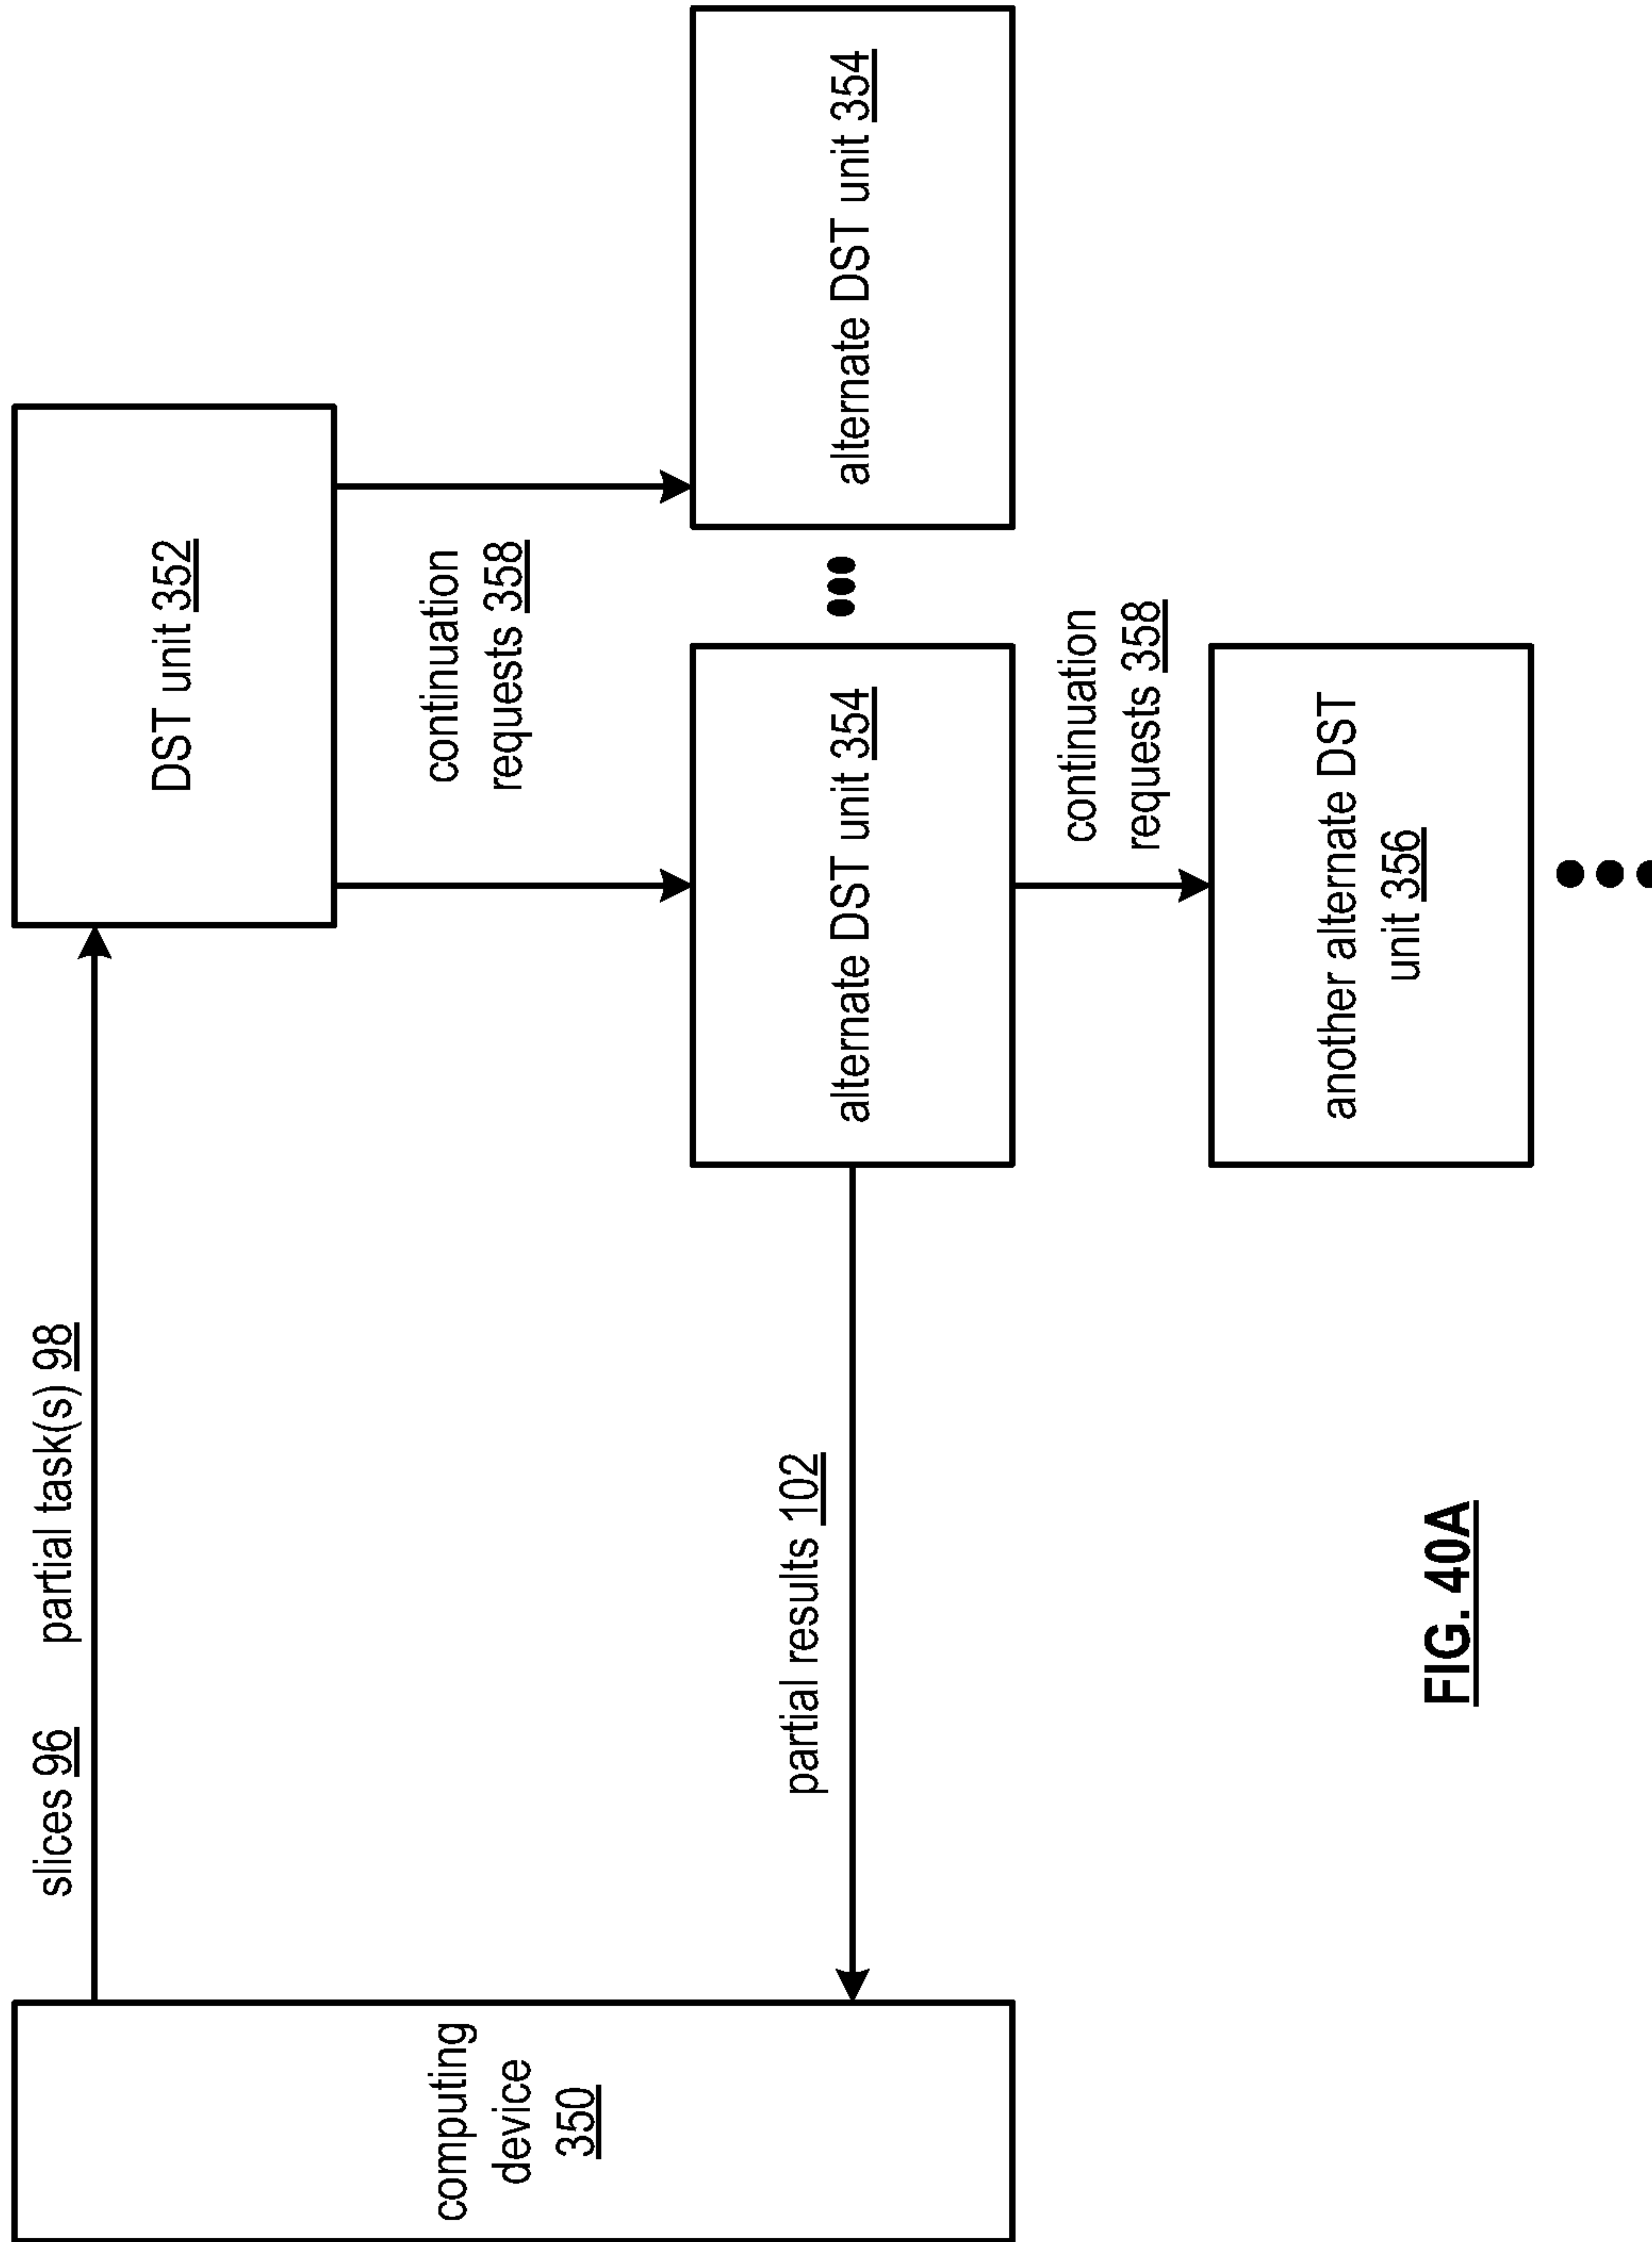 slices 96 partial task(s) 98
computing
device
350
DST unit 352
continuation
requests 358
partial results 102
alternate DST unit 354
alternate DST unit 354
continuation
requests 358
another alternate DST
unit 356
FIG. 40A